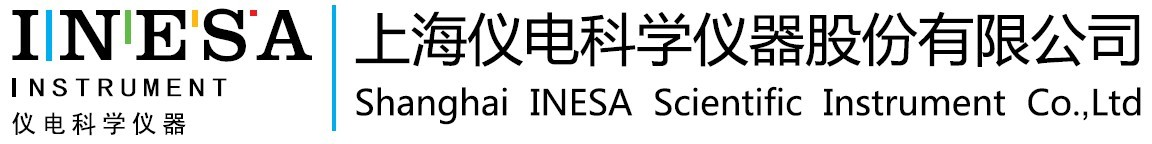 INESA
INSTRUMENT
仪电科学仪器
上海仪电科学仪器股份有限公司
Shanghai INESA Scientific Instrument Co.,Ltd